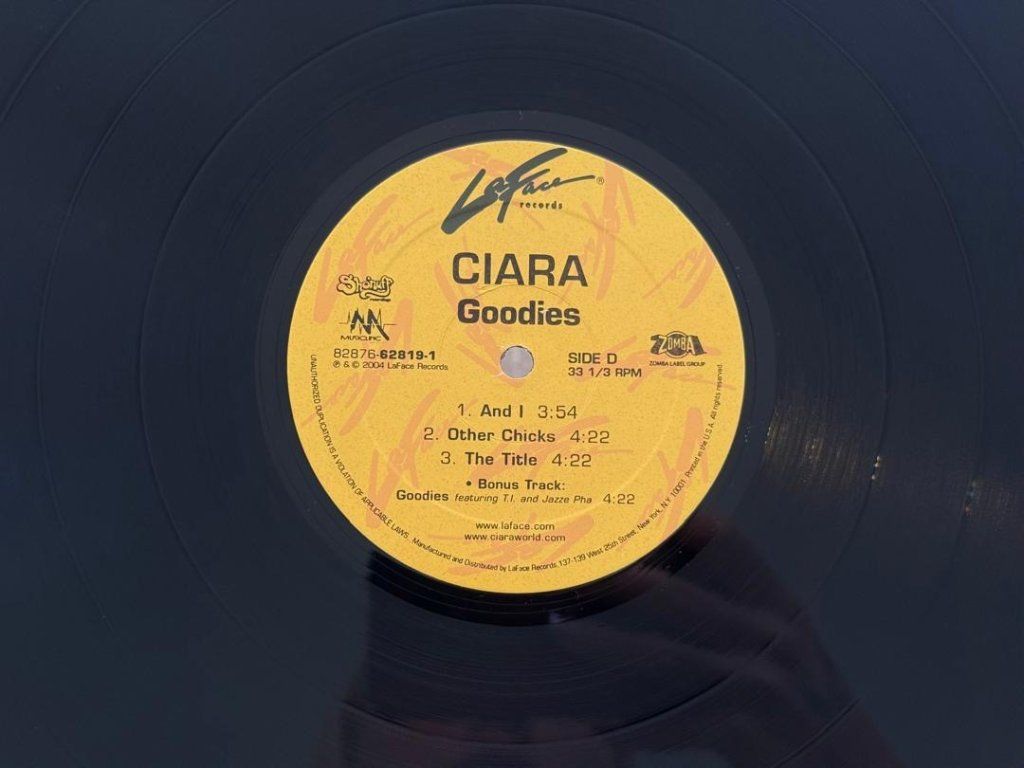 LaFace ®
records
CIARA
Goodies
Sho'nuff
MUSICLINE
82876-62819-1
℗ & © 2004 LaFace Records
SIDE D
33 1/3 RPM
ZOMBA
ZOMBA LABEL GROUP
1. And I 3:54
2. Other Chicks 4:22
3. The Title 4:22
• Bonus Track:
Goodies featuring T.I. and Jazze Pha 4:22
www.laface.com
www.ciaraworld.com
UNAUTHORIZED DUPLICATION IS A VIOLATION OF APPLICABLE LAWS. Manufactured and Distributed by LaFace Records, 137-139 West 25th Street, New York, N.Y. 10001. Printed in the U.S.A. All rights reserved.